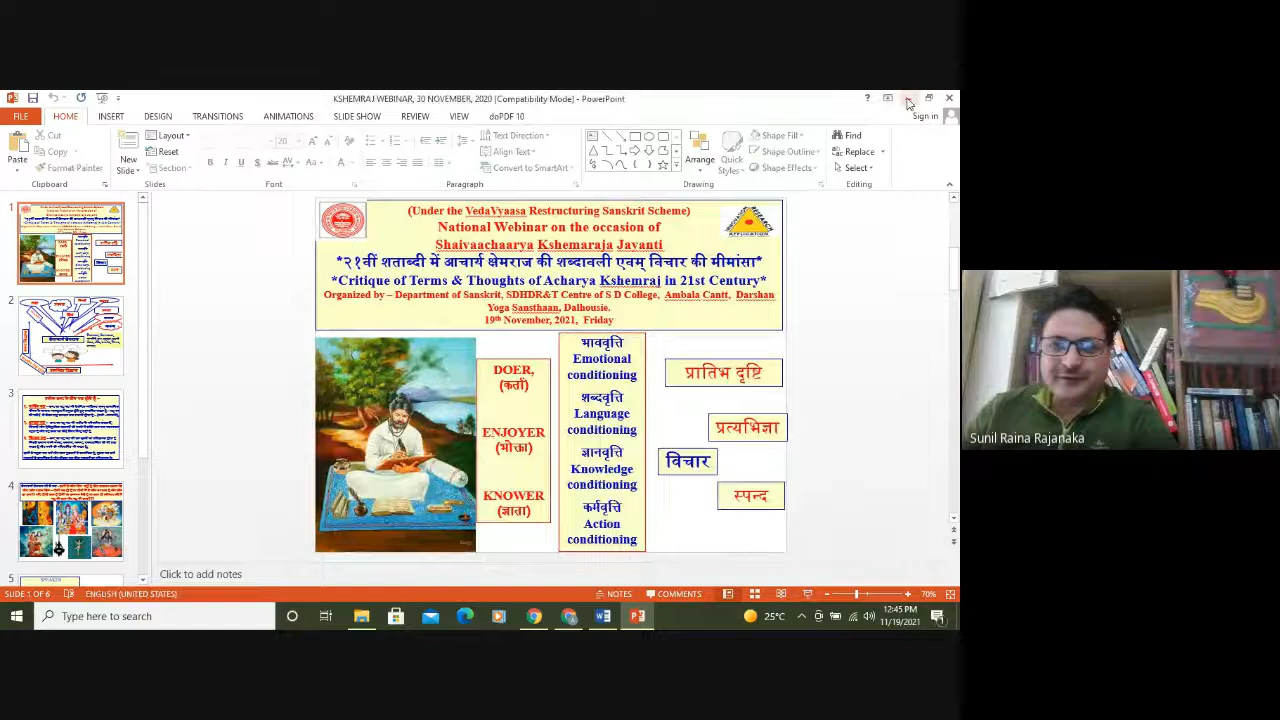 KSHEMRAJ WEBINAR, 30 NOVEMBER, 2020 [Compatibility Mode] - PowerPoint
Sign in
FILE HOME INSERT DESIGN TRANSITIONS ANIMATIONS SLIDE SHOW REVIEW VIEW doPDF 10
Paste
Cut
Copy
Format Painter
Clipboard
New
Slide
Layout
Reset
Section
Slides
20
Font
Text Direction
Align Text
Convert to SmartArt
Paragraph
Arrange
Quick
Styles
Shape Fill
Shape Outline
Shape Effects
Drawing
Find
Replace
Select
Editing
1
2
3
4
5
(Under the VedaVyaasa Restructuring Sanskrit Scheme)
National Webinar on the occasion of
Shaivaachaarya Kshemaraja Jayanti
*२१वीं शताब्दी में आचार्य क्षेमराज की शब्दावली एवम् विचार की मीमांसा*
*Critique of Terms & Thoughts of Acharya Kshemraj in 21st Century*
Organized by – Department of Sanskrit, SDHDR&T Centre of S D College, Ambala Cantt, Darshan
Yoga Sansthaan, Dalhousie.
19th November, 2021, Friday
APPLICATION
DOER,
(कर्ता)
ENJOYER
(भोक्ता)
KNOWER
(ज्ञाता)
भाववृत्ति
Emotional
conditioning
शब्दवृत्ति
Language
conditioning
ज्ञानवृत्ति
Knowledge
conditioning
कर्मवृत्ति
Action
conditioning
प्रातिभ दृष्टि
प्रत्यभिज्ञा
विचार
स्पन्द
Click to add notes
SLIDE 1 OF 6
ENGLISH (UNITED STATES)
NOTES
COMMENTS
70%
Type here to search
25°C
12:45 PM
11/19/2021
Sunil Raina Rajanaka